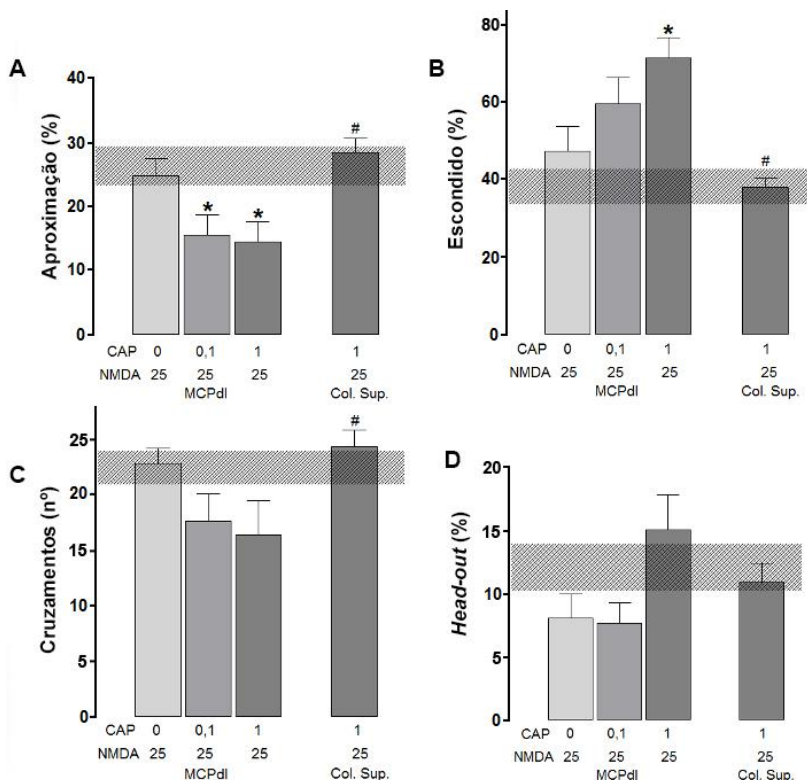 A
Aproximação (%)
40
30
20
10
0
#
*
*
CAP 0 0,1 1 1
NMDA 25 25 25 25
MCPdl Col. Sup.
B
Escondido (%)
80
60
40
20
0
*
#
CAP 0 0,1 1 1
NMDA 25 25 25 25
MCPdl Col. Sup.
C
Cruzamentos (nº)
25
20
15
10
5
0
#
CAP 0 0,1 1 1
NMDA 25 25 25 25
MCPdl Col. Sup.
D
Head-out (%)
20
15
10
5
0
CAP 0 0,1 1 1
NMDA 25 25 25 25
MCPdl Col. Sup.